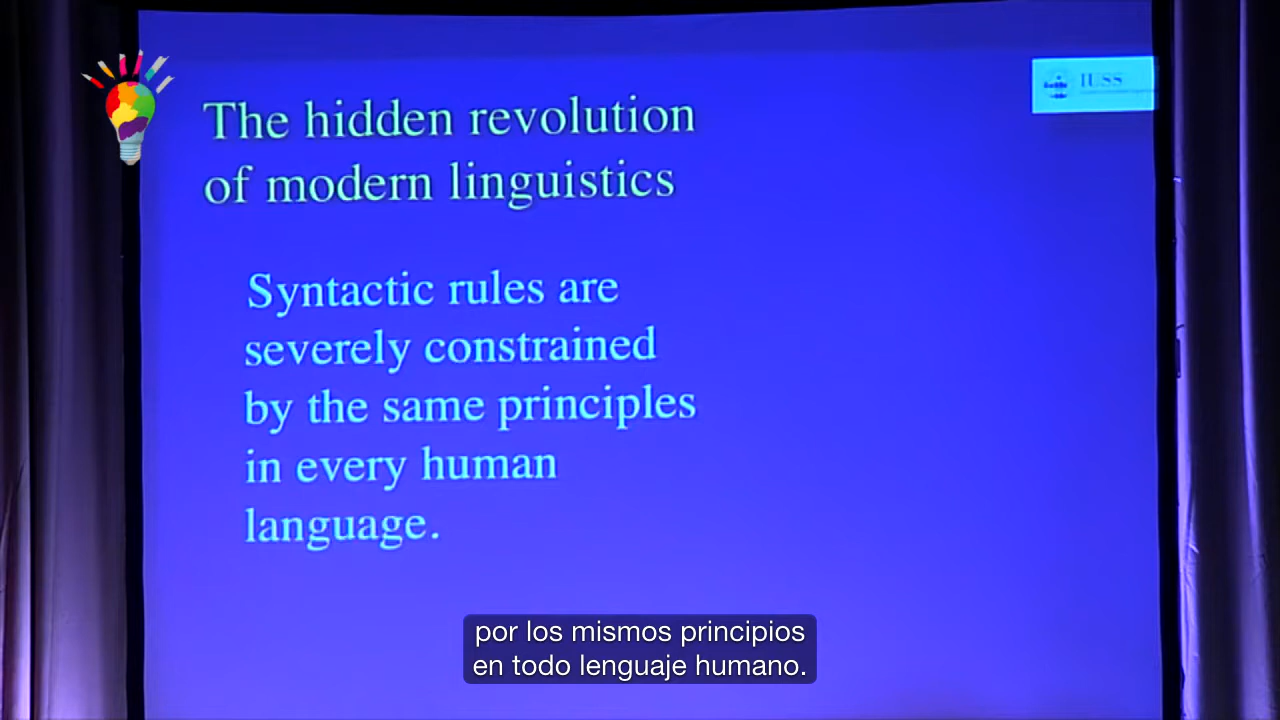 The hidden revolution
of modern linguistics
IUSS
Syntactic rules are
severely constrained
by the same principles
in every human
language.
por los mismos principios
en todo lenguaje humano.